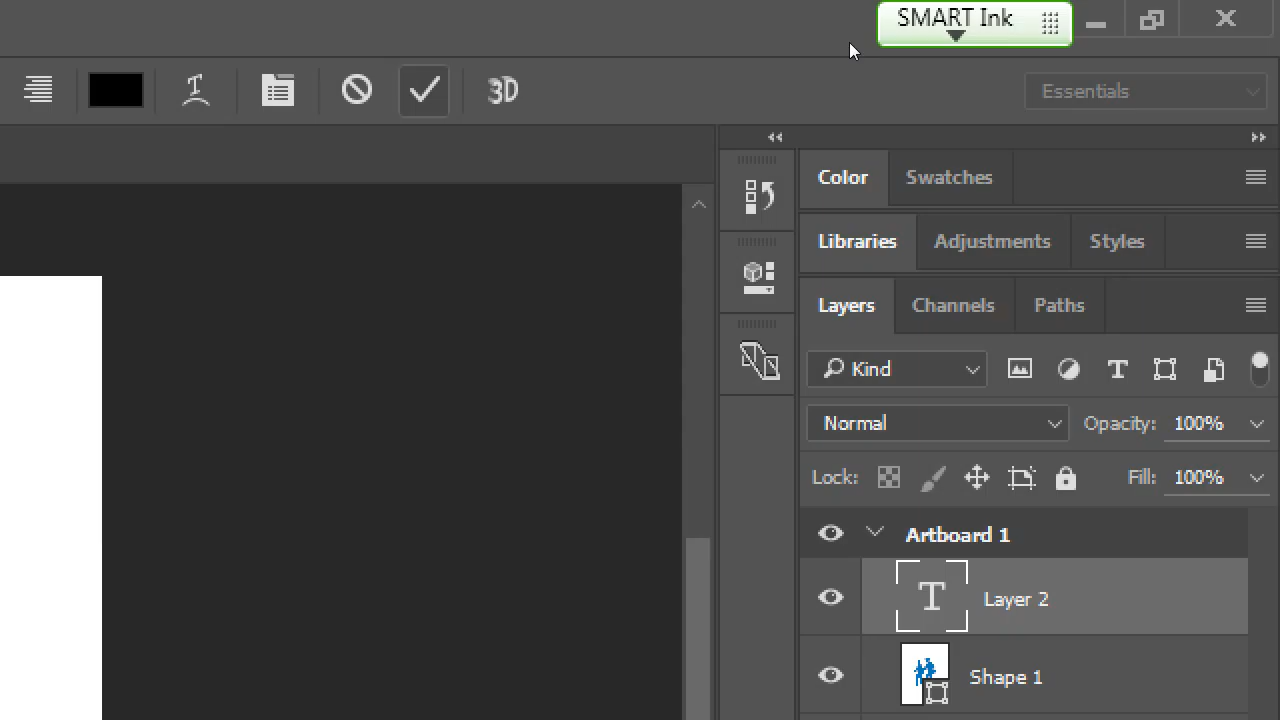 SMART Ink
3D
Essentials
Color Swatches
Libraries Adjustments Styles
Layers Channels Paths
Kind
Normal Opacity: 100%
Lock: Fill: 100%
Artboard 1
T Layer 2
Shape 1